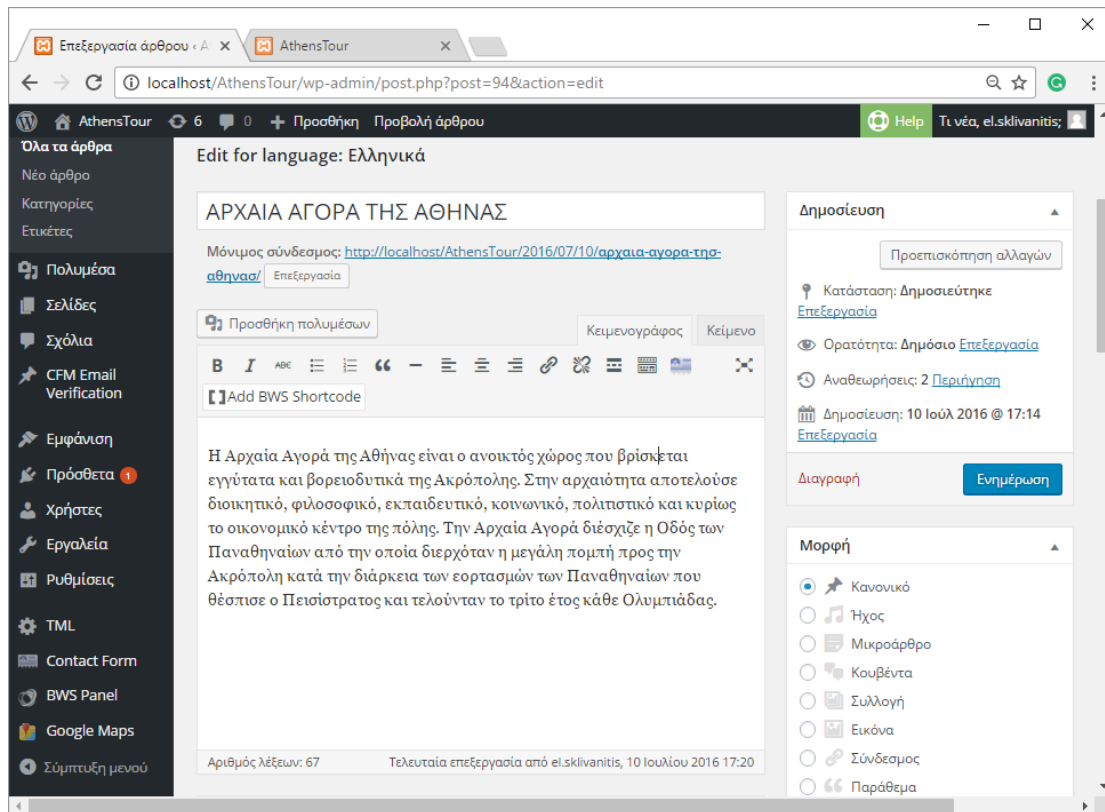 Επεξεργασία άρθρου ‹ A
AthensTour
localhost/AthensTour/wp-admin/post.php?post=94&action=edit
AthensTour 6 0 Προσθήκη Προβολή άρθρου Help Τι νέα, el.sklivanitis;
Όλα τα άρθρα
Νέο άρθρο
Κατηγορίες
Ετικέτες
Πολυμέσα
Σελίδες
Σχόλια
CFM Email
Verification
Εμφάνιση
Πρόσθετα 1
Χρήστες
Εργαλεία
Ρυθμίσεις
TML
Contact Form
BWS Panel
Google Maps
Σύμπτυξη μενού
Edit for language: Ελληνικά
ΑΡΧΑΙΑ ΑΓΟΡΑ ΤΗΣ ΑΘΗΝΑΣ
Μόνιμος σύνδεσμος: http://localhost/AthensTour/2016/07/10/αρχαια-αγορα-τησ-
αθηνασ/ Επεξεργασία
Προσθήκη πολυμέσων
Κειμενογράφος Κείμενο
B I ABC
Add BWS Shortcode
Η Αρχαία Αγορά της Αθήνας είναι ο ανοικτός χώρος που βρίσκεται
εγγύτατα και βορειοδυτικά της Ακρόπολης. Στην αρχαιότητα αποτελούσε
διοικητικό, φιλοσοφικό, εκπαιδευτικό, κοινωνικό, πολιτιστικό και κυρίως
το οικονομικό κέντρο της πόλης. Την Αρχαία Αγορά διέσχιζε η Οδός των
Παναθηναίων από την οποία διερχόταν η μεγάλη πομπή προς την
Ακρόπολη κατά την διάρκεια των εορτασμών των Παναθηναίων που
θέσπισε ο Πεισίστρατος και τελούνταν το τρίτο έτος κάθε Ολυμπιάδας.
Αριθμός λέξεων: 67 Τελευταία επεξεργασία από el.sklivanitis, 10 Ιουλίου 2016 17:20
Δημοσίευση
Προεπισκόπηση αλλαγών
Κατάσταση: Δημοσιεύτηκε
Επεξεργασία
Ορατότητα: Δημόσιο Επεξεργασία
Αναθεωρήσεις: 2 Περιήγηση
Δημοσίευση: 10 Ιούλ 2016 @ 17:14
Επεξεργασία
Διαγραφή Ενημέρωση
Μορφή
Κανονικό
Ήχος
Μικροάρθρο
Κουβέντα
Συλλογή
Εικόνα
Σύνδεσμος
Παράθεμα